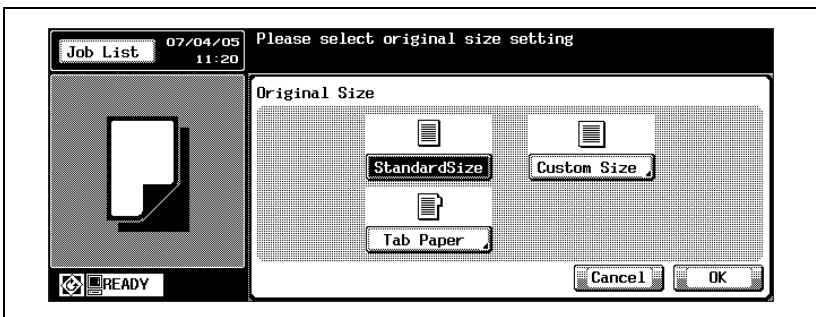 Job List
07/04/05
11:20
Please select original size setting
Original Size
StandardSize
Custom Size
Tab Paper
Cancel
OK
READY